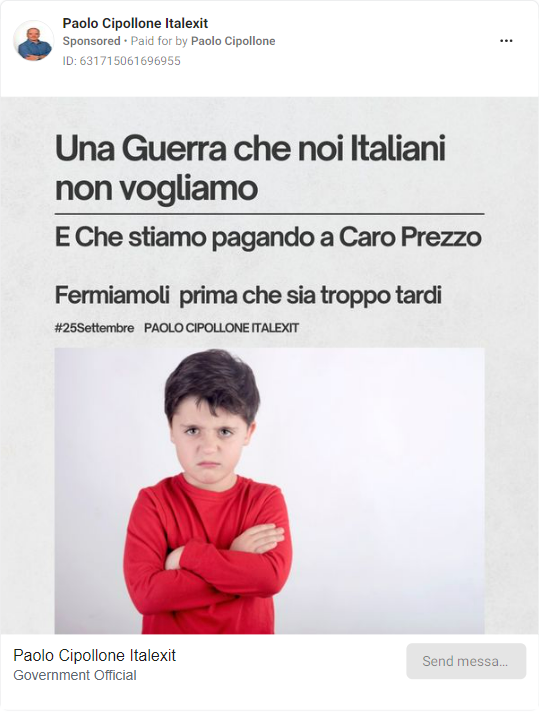 Paolo Cipollone Italexit
Sponsored • Paid for by Paolo Cipollone
ID: 631715061696955
Una Guerra che noi Italiani
non vogliamo
E Che stiamo pagando a Caro Prezzo
Fermiamoli prima che sia troppo tardi
#25Settembre PAOLO CIPOLLONE ITALEXIT
Paolo Cipollone Italexit
Government Official
Send messa...